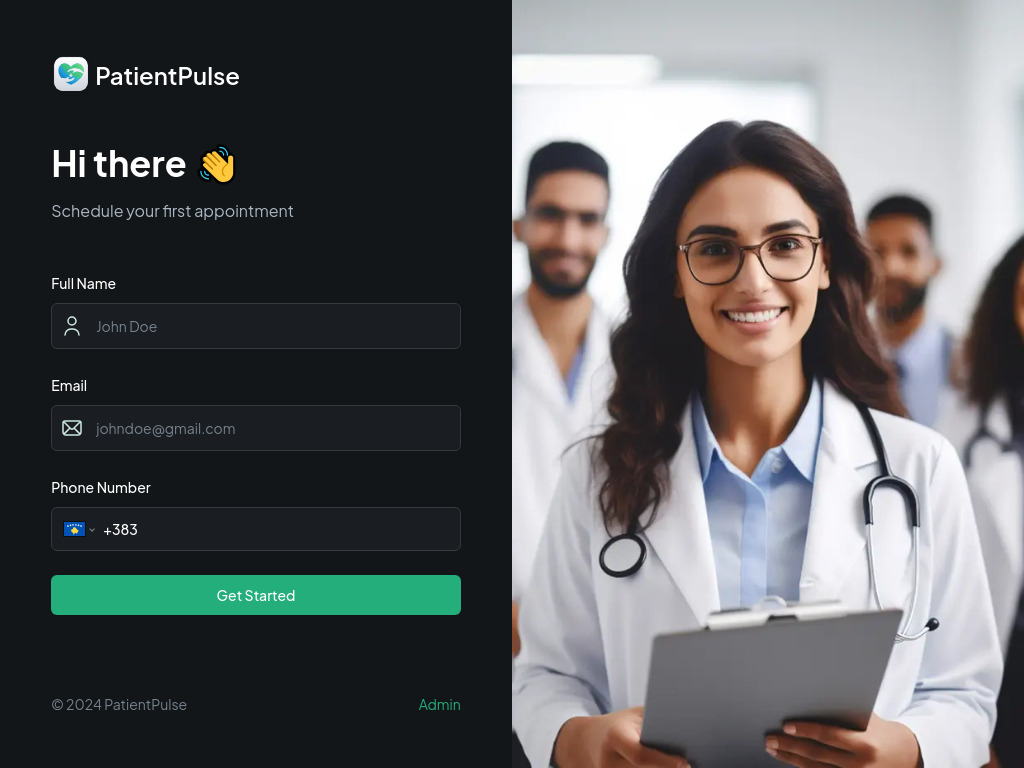 PatientPulse
Hi there 👋
Schedule your first appointment
Full Name
John Doe
Email
johndoe@gmail.com
Phone Number
+383
Get Started
© 2024 PatientPulse
Admin